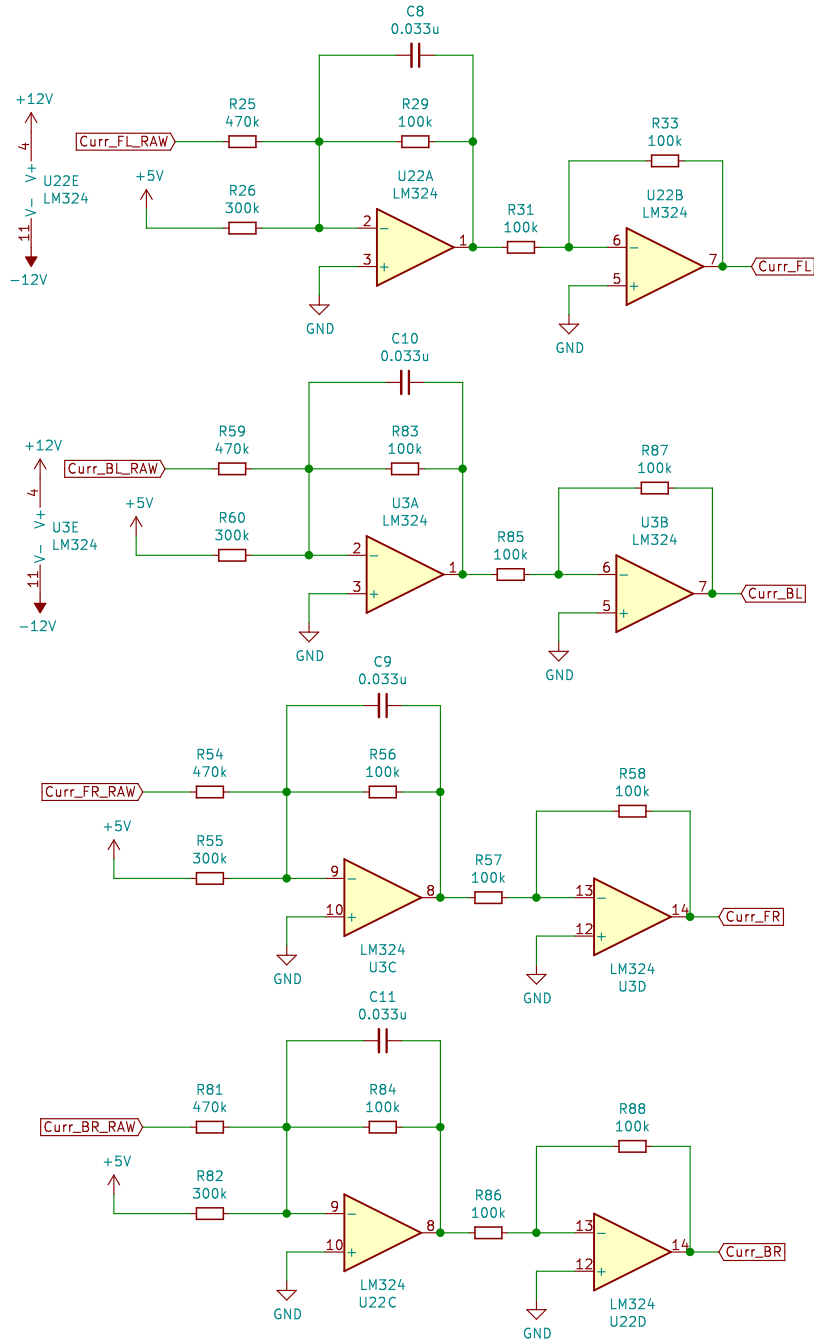 C8
0.033u
+12V
4
V+
U22E
LM324
V-
11
-12V
Curr_FL_RAW
R25
470k
R29
100k
+5V
R26
300k
U22A
LM324
2
3
1
GND
R31
100k
R33
100k
U22B
LM324
6
5
7
GND
Curr_FL
C10
0.033u
+12V
4
V+
U3E
LM324
V-
11
-12V
Curr_BL_RAW
R59
470k
R83
100k
+5V
R60
300k
U3A
LM324
2
3
1
GND
R85
100k
R87
100k
U3B
LM324
6
5
7
GND
Curr_BL
C9
0.033u
Curr_FR_RAW
R54
470k
R56
100k
+5V
R55
300k
9
10
8
LM324
U3C
GND
R57
100k
R58
100k
13
12
14
LM324
U3D
GND
Curr_FR
C11
0.033u
Curr_BR_RAW
R81
470k
R84
100k
+5V
R82
300k
9
10
8
LM324
U22C
GND
R86
100k
R88
100k
13
12
14
LM324
U22D
GND
Curr_BR